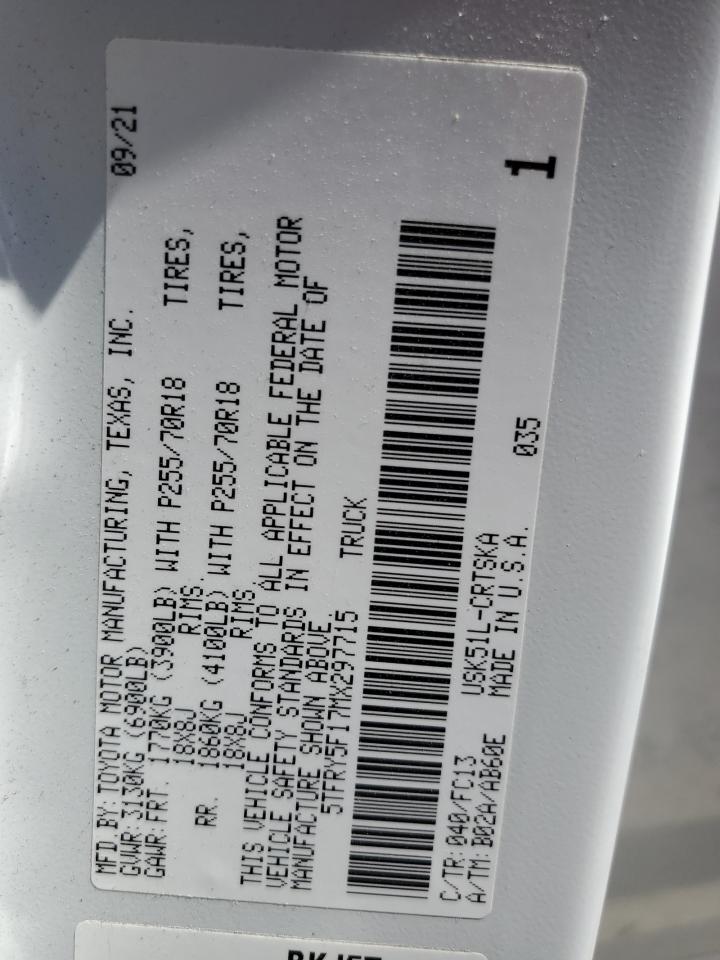 MFD BY: TOYOTA MOTOR MANUFACTURING, TEXAS, INC. 09/21
GVWR: 3130KG (6900LB)
GAWR: FRT. 1770KG (3900LB) WITH P255/70R18 TIRES,
18X8J RIMS,
RR. 1860KG (4100LB) WITH P255/70R18 TIRES,
18X8J RIMS,
THIS VEHICLE CONFORMS TO ALL APPLICABLE FEDERAL MOTOR
VEHICLE SAFETY STANDARDS IN EFFECT ON THE DATE OF
MANUFACTURE SHOWN ABOVE.
5TFRY5F17MX297715 TRUCK
1
C/TR: 040/FC13 USK51L-CRTSKA 035
A/TM: B02A/AB60E MADE IN U.S.A.